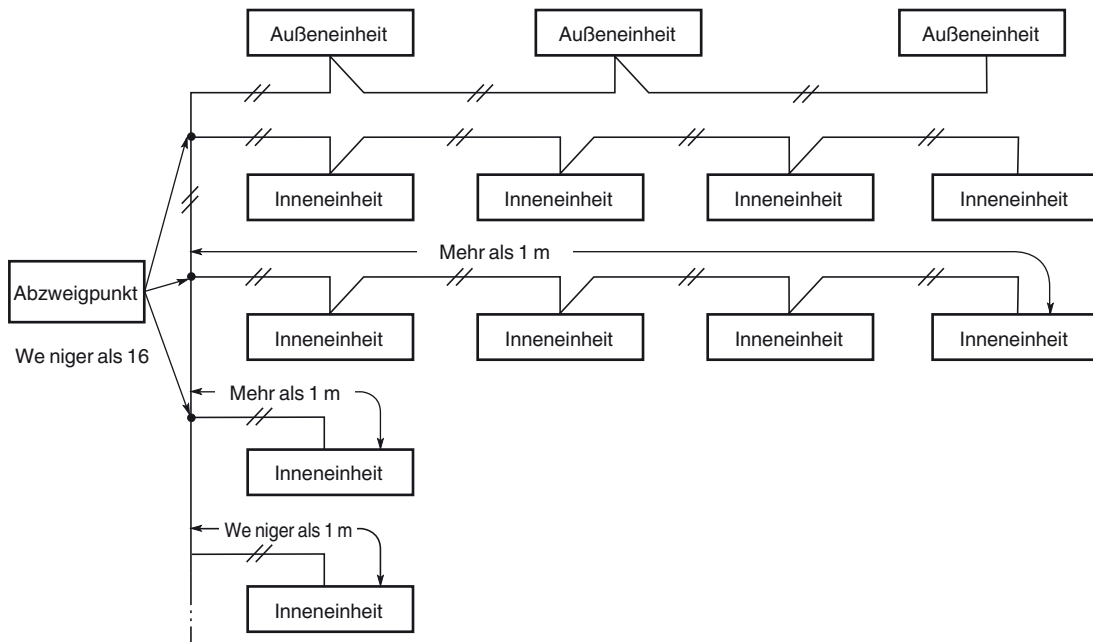 Außeneinheit Außeneinheit Außeneinheit
Inneneinheit Inneneinheit Inneneinheit Inneneinheit
Mehr als 1 m
Abzweigpunkt
Inneneinheit Inneneinheit Inneneinheit Inneneinheit
We niger als 16
Mehr als 1 m
Inneneinheit
We niger als 1 m
Inneneinheit